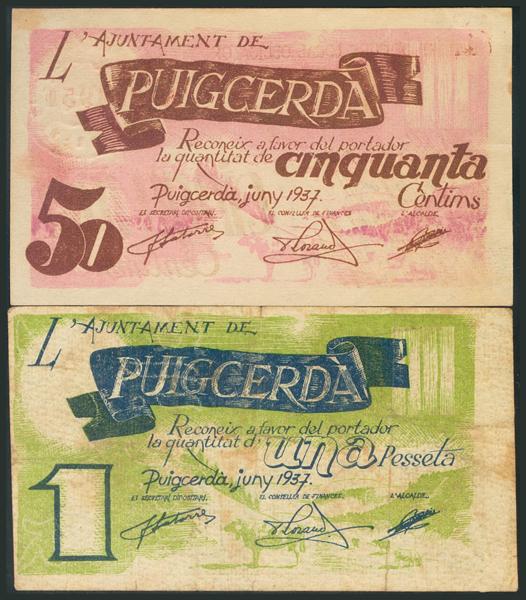 L'AJUNTAMENT DE
PUIGCERDÀ
Reconeix a favor del portador
la quantitat de cinquanta
Cèntims
Puigcerdà, juny 1937.
EL SECRETARI DIPOSITARI. EL CONSELLER DE FINANCES L'ALCALDE.
50
L'AJUNTAMENT DE
PUIGCERDÀ
Reconeix a favor del portador
la quantitat d' una Pesseta
Puigcerdà, juny 1937.
EL SECRETARI DIPOSITARI. EL CONSELLER DE FINANCES. L'ALCALDE.
1